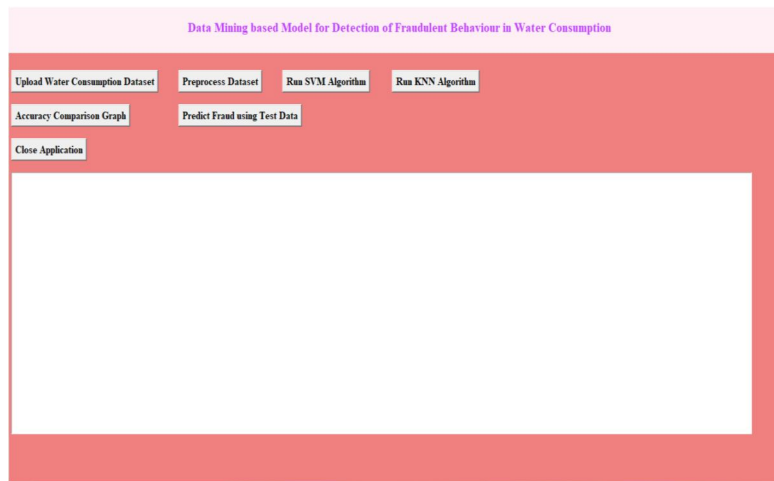 Data Mining based Model for Detection of Fraudulent Behaviour in Water Consumption
Upload Water Consumption Dataset Preprocess Dataset Run SVM Algorithm Run KNN Algorithm
Accuracy Comparison Graph Predict Fraud using Test Data
Close Application